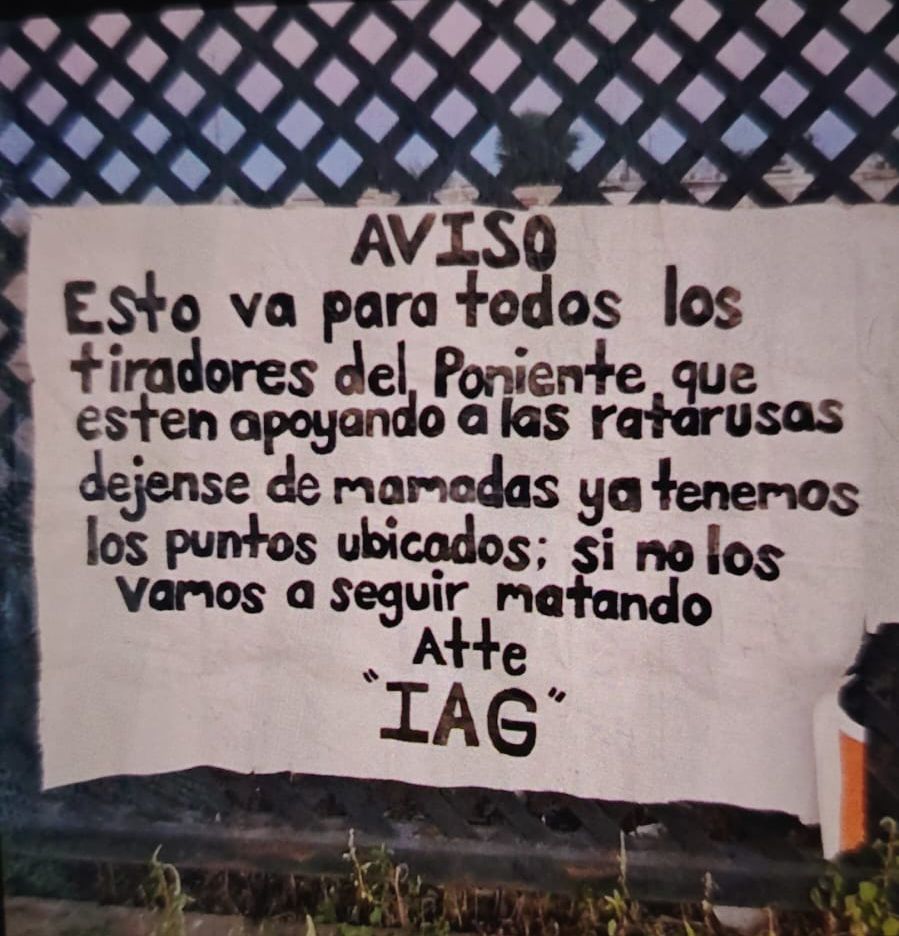 AVISO
Esto va para todos los
tiradores del Poniente que
esten apoyando a las ratarusas
dejense de mamadas ya tenemos
los puntos ubicados; si no los
vamos a seguir matando
Atte
"IAG"